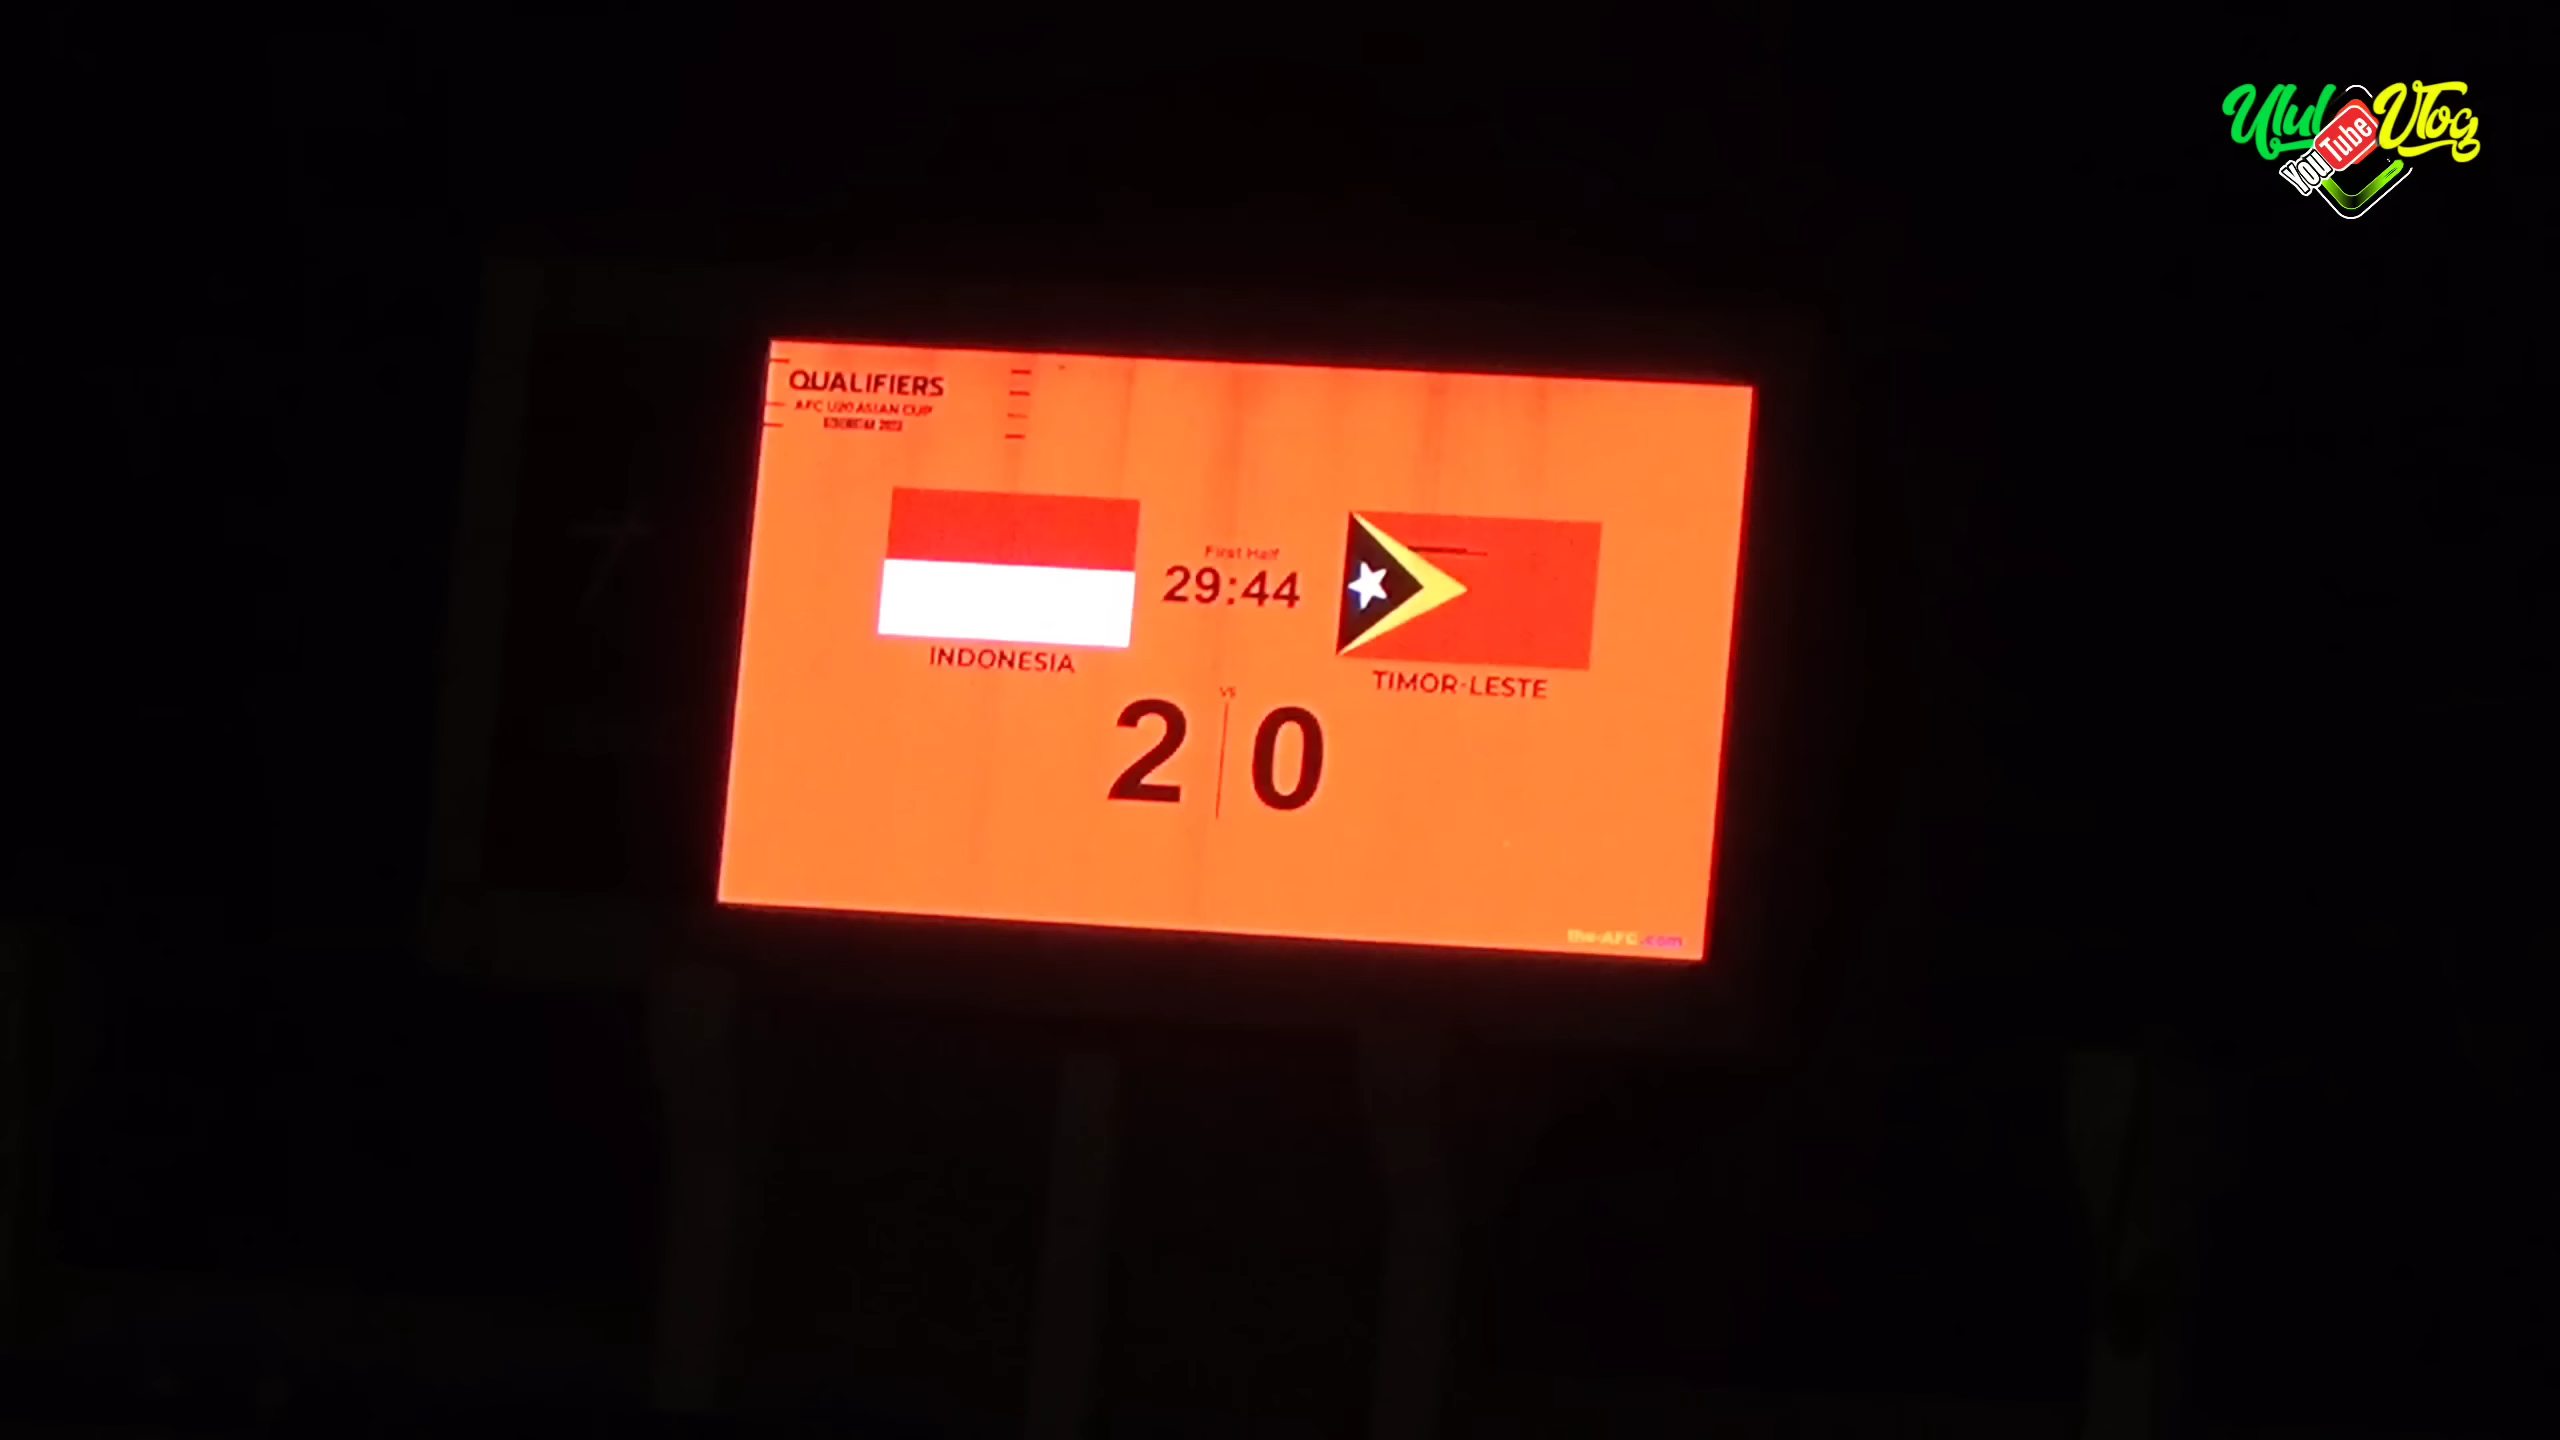 Ulul Vlog
YouTube
QUALIFIERS
AFC U20 ASIAN CUP
First Half
29:44
INDONESIA
TIMOR-LESTE
VS
2 0
the-AFC.com